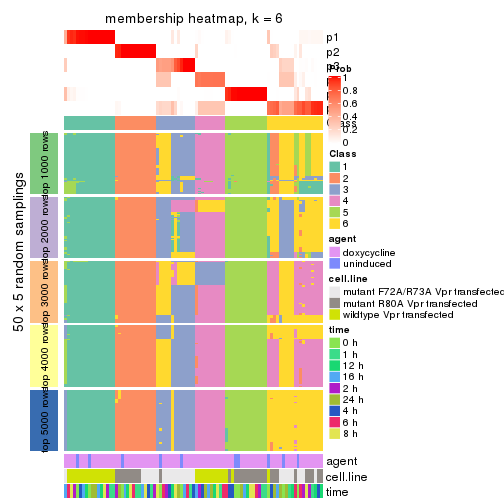 membership heatmap, k = 6
p1
p2
Prob
1
0.8
0.6
0.4
0.2
0
Class
1
2
3
4
5
6
agent
doxycycline
uninduced
cell.line
mutant F72A/R73A Vpr transfected
mutant R80A Vpr transfected
wildtype Vpr transfected
time
0 h
1 h
12 h
16 h
2 h
24 h
4 h
6 h
8 h
50 x 5 random samplings
top 1000 rows
top 2000 rows
top 3000 rows
top 4000 rows
top 5000 rows
agent
cell.line
time